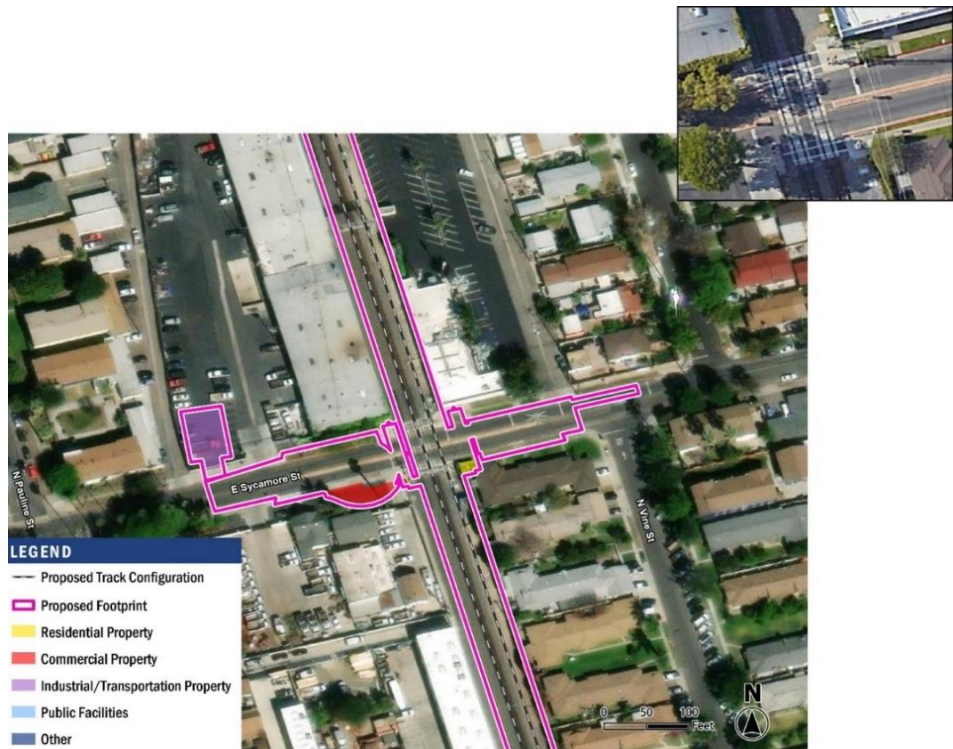 E Sycamore St
N Pauline St
N Vine St
LEGEND
Proposed Track Configuration
Proposed Footprint
Residential Property
Commercial Property
Industrial/Transportation Property
Public Facilities
Other
N
0 50 100
Feet